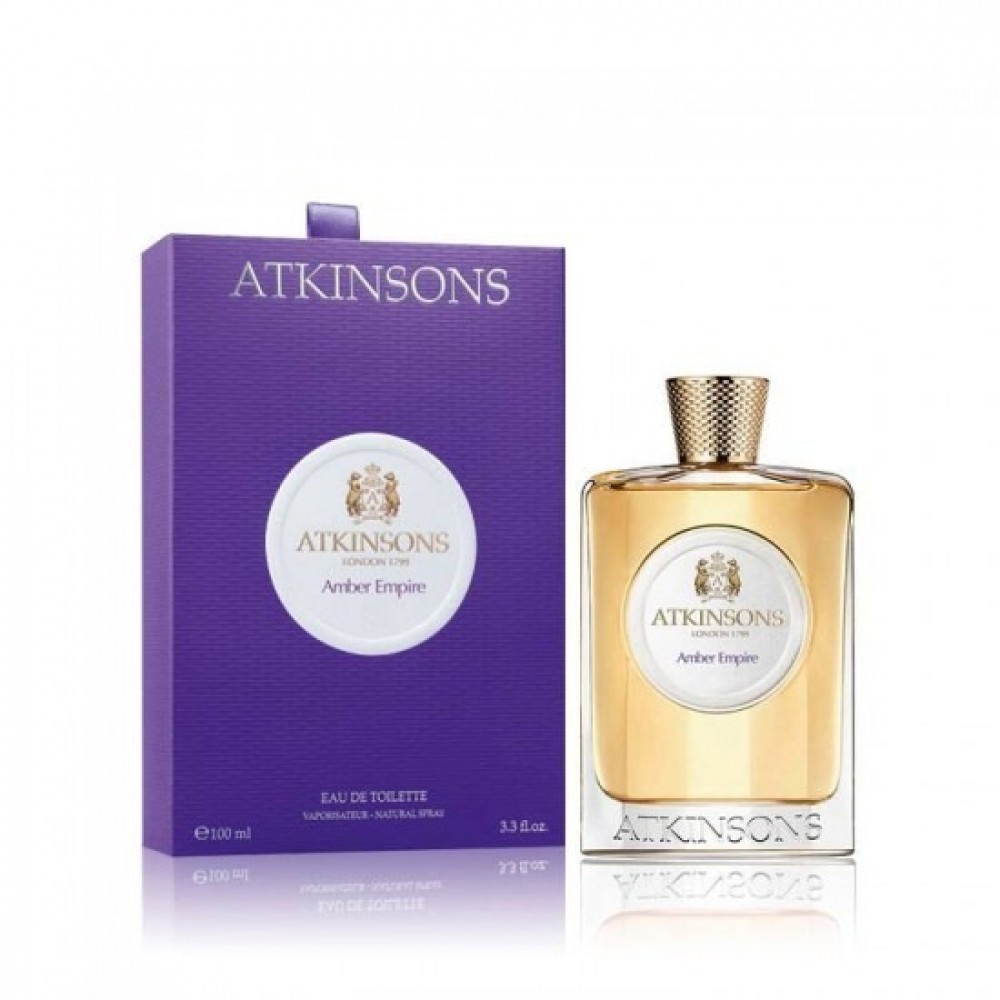 ATKINSONS
ATKINSONS
LONDON 1799
Amber Empire
EAU DE TOILETTE
VAPORISATEUR - NATURAL SPRAY
℮100 ml
3.3 fl.oz.
ATKINSONS
LONDON 1799
Amber Empire
ATKINSONS